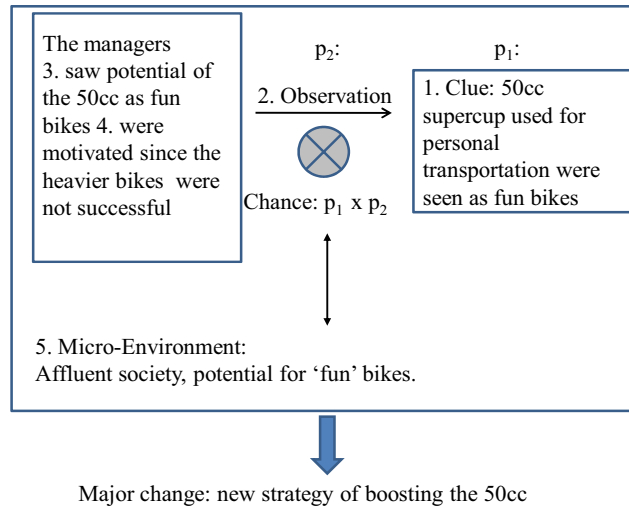 The managers
3. saw potential of
the 50cc as fun
bikes 4. were
motivated since the
heavier bikes were
not successful
p₂:
2. Observation
Chance: p₁ x p₂
p₁:
1. Clue: 50cc
supercup used for
personal
transportation were
seen as fun bikes
5. Micro-Environment:
Affluent society, potential for ‘fun’ bikes.
Major change: new strategy of boosting the 50cc